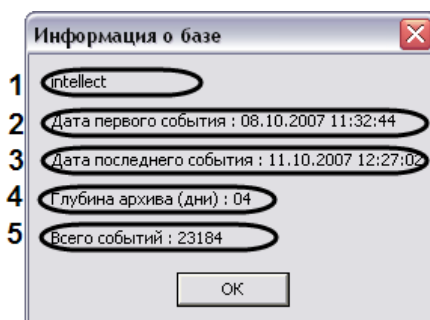 Информация о базе
1 intellect
2 Дата первого события : 08.10.2007 11:32:44
3 Дата последнего события : 11.10.2007 12:27:02
4 Глубина архива (дни) : 04
5 Всего событий : 23184
ОК